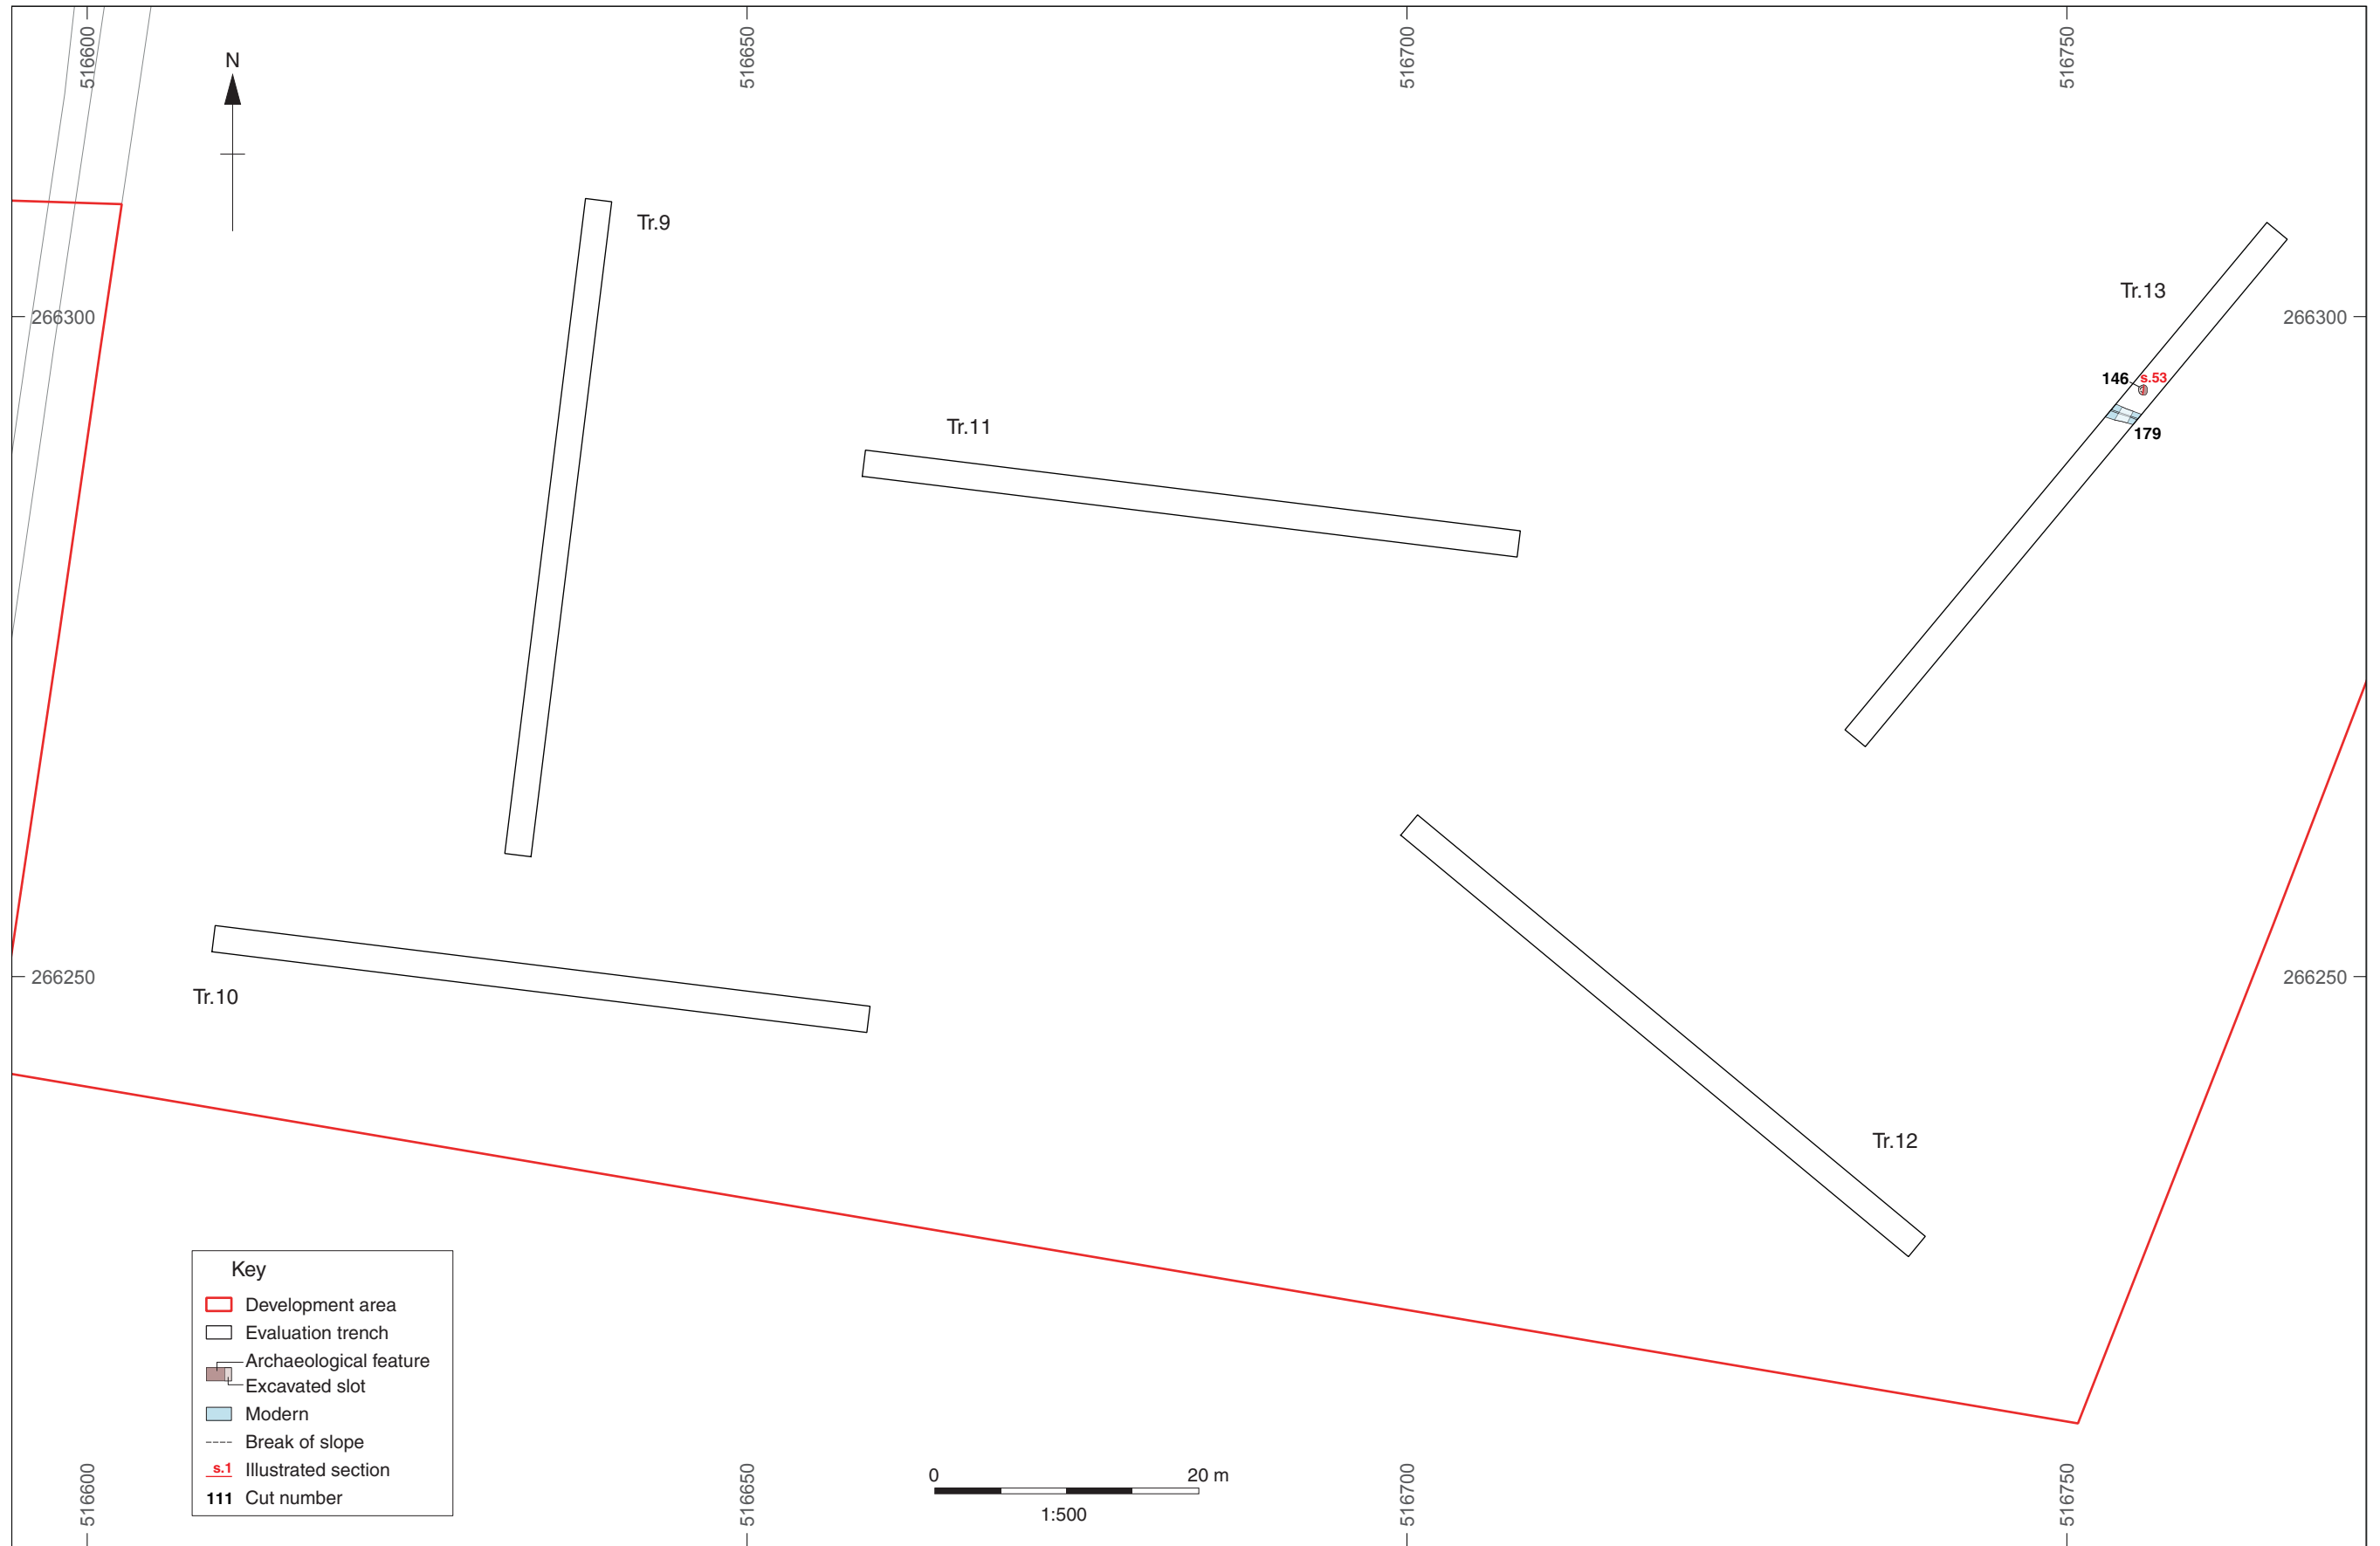 516600
516650
516700
516750
N
Tr.9
Tr.13
266300
266300
146
s.53
179
Tr.11
266250
266250
Tr.10
Tr.12
Key
Development area
Evaluation trench
Archaeological feature
Excavated slot
Modern
Break of slope
s.1 Illustrated section
111 Cut number
0 20 m
1:500
516600
516650
516700
516750